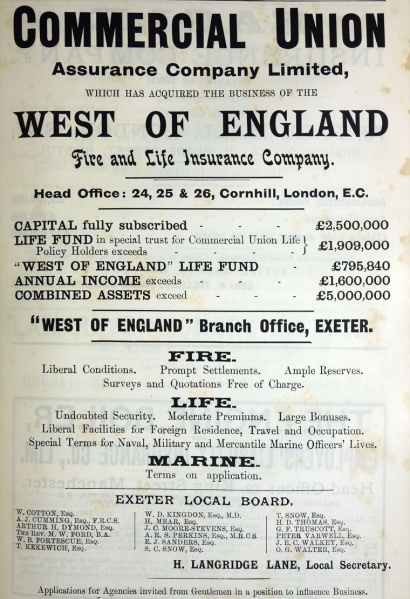 COMMERCIAL UNION
Assurance Company Limited,
WHICH HAS ACQUIRED THE BUSINESS OF THE
WEST OF ENGLAND
Fire and Life Insurance Company.
Head Office: 24, 25 & 26, Cornhill, London, E.C.
CAPITAL fully subscribed - - - - £2,500,000
LIFE FUND in special trust for Commercial Union Life
Policy Holders exceeds - - - - } £1,909,000
"WEST OF ENGLAND" LIFE FUND - £795,840
ANNUAL INCOME exceeds - - - - £1,600,000
COMBINED ASSETS exceed - - - - £5,000,000
"WEST OF ENGLAND" Branch Office, EXETER.
FIRE.
Liberal Conditions. Prompt Settlements. Ample Reserves.
Surveys and Quotations Free of Charge.
LIFE.
Undoubted Security. Moderate Premiums. Large Bonuses.
Liberal Facilities for Foreign Residence, Travel and Occupation.
Special Terms for Naval, Military and Mercantile Marine Officers' Lives.
MARINE.
Terms on application.
EXETER LOCAL BOARD.
W. COTTON, Esq.
A. J. CUMMING, Esq., F.R.C.S.
ARTHUR H. DYMOND, Esq.
The Rev. M. W. FORD, B.A.
W. B. FORTESCUE, Esq.
T. KEKEWICH, Esq.
W. D. KINGDON, Esq., M.D.
H. MEAR, Esq.
J. C. MOORE-STEVENS, Esq.
A. R. S. PERKINS, Esq., M.R.C.S.
E. J. SANDERS, Esq.
S. C. SNOW, Esq.
T. SNOW, Esq.
H. D. THOMAS, Esq.
G. F. TRUSCOTT, Esq.
PETER VARWELL, Esq.
J. E. C. WALKEY, Esq.
O. G. WALTER, Esq.
H. LANGRIDGE LANE, Local Secretary.
Applications for Agencies invited from Gentlemen in a position to influence Business.